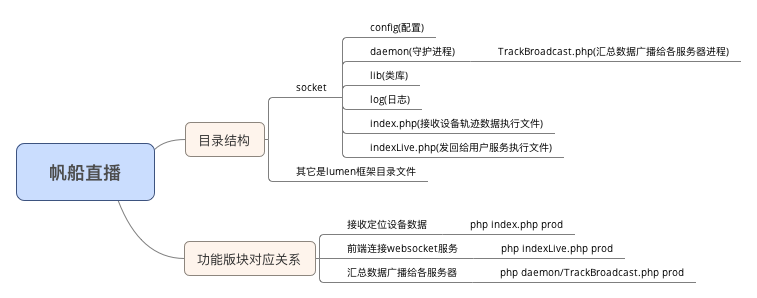 帆船直播
目录结构
socket
config(配置)
daemon(守护进程)
TrackBroadcast.php(汇总数据广播给各服务器进程)
lib(类库)
log(日志)
index.php(接收设备轨迹数据执行文件)
indexLive.php(发回给用户服务执行文件)
其它是lumen框架目录文件
功能版块对应关系
接收定位设备数据
php index.php prod
前端连接websocket服务
php indexLive.php prod
汇总数据广播给各服务器
php daemon/TrackBroadcast.php prod